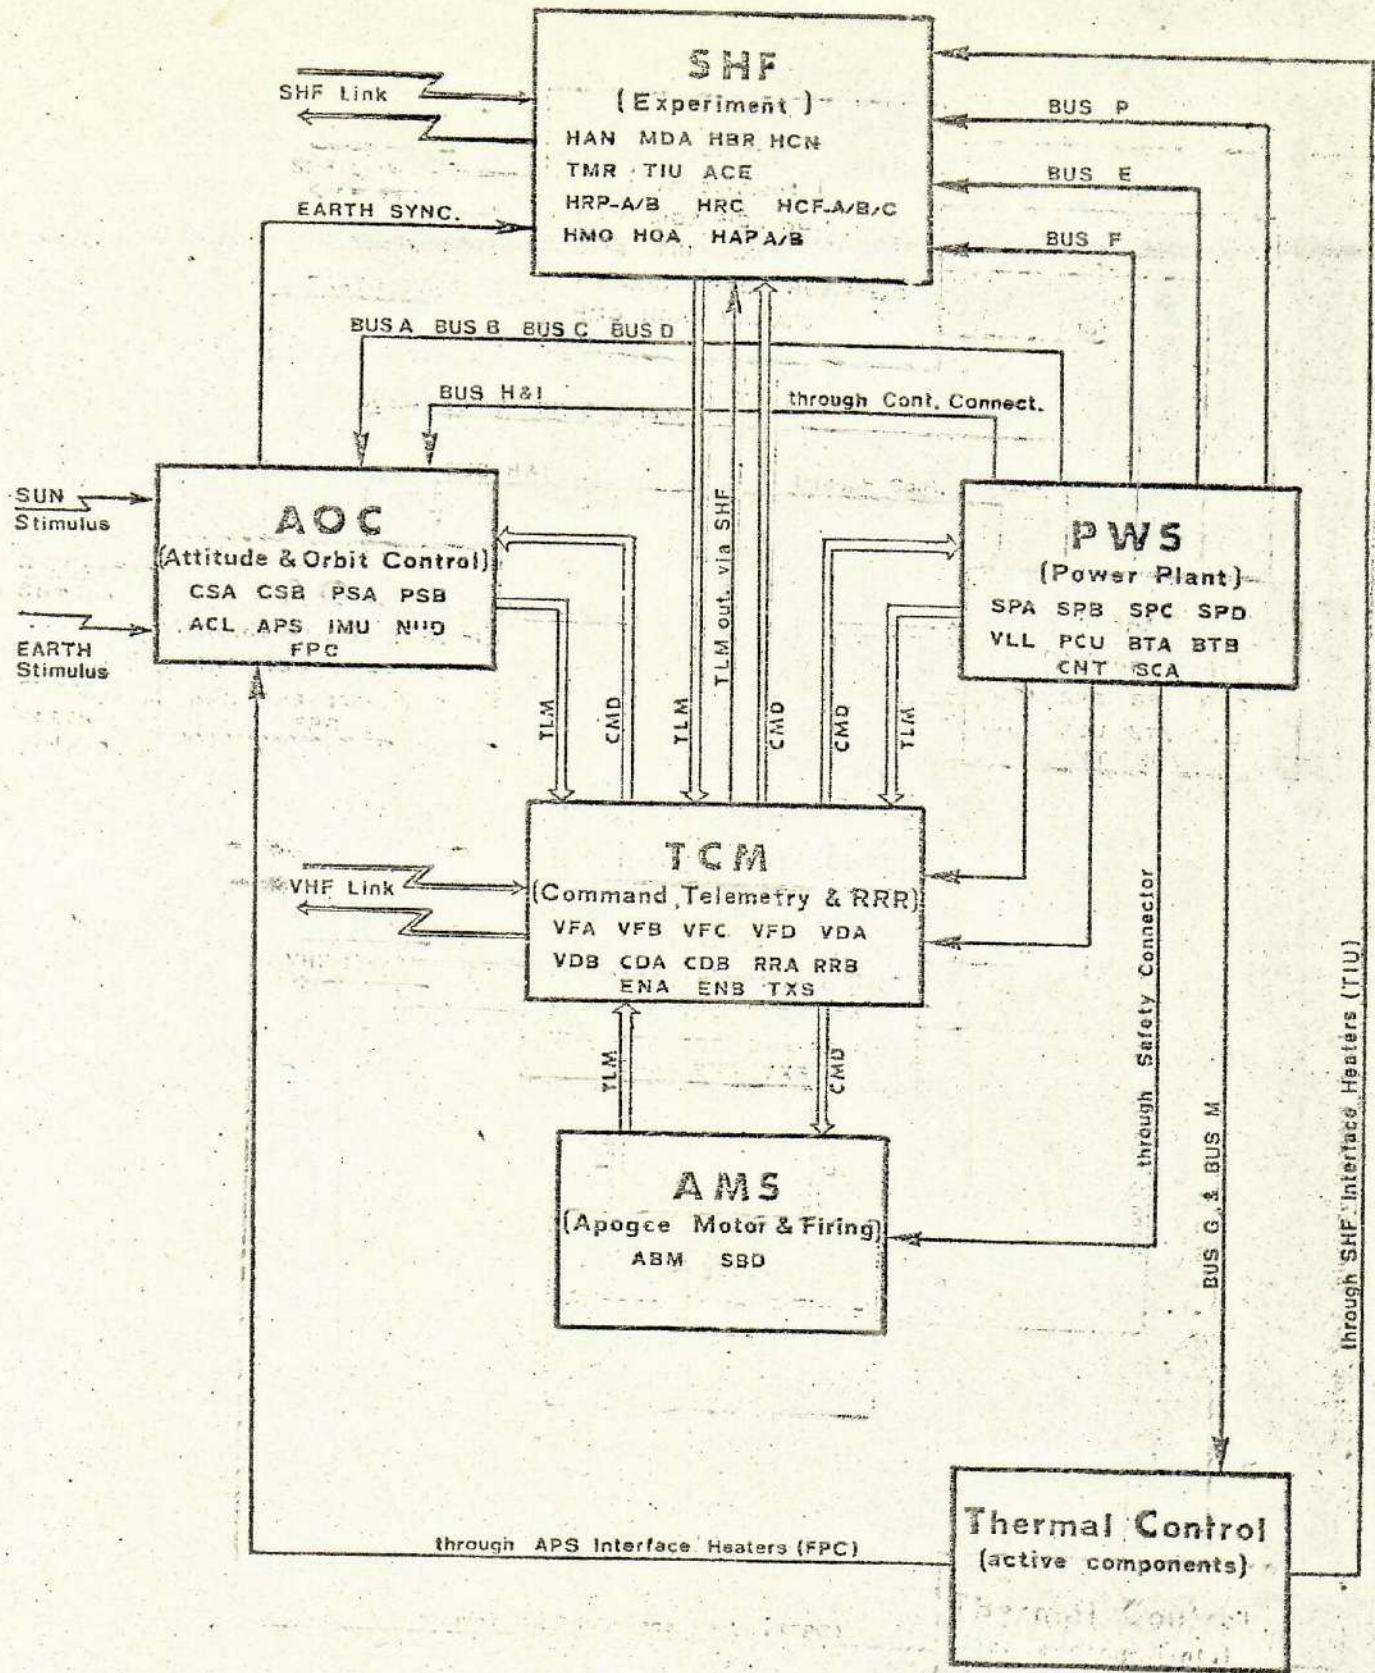 SHF
(Experiment)
HAN MDA HBR HCN
TMR TIU ACE
HRP-A/B HRC HCF-A/B/C
HMO HOA HAP A/B
SHF Link
EARTH SYNC.
BUS P
BUS E
BUS F
BUS A BUS B BUS C BUS D
BUS H&I
through Cont. Connect.
SUN
Stimulus
EARTH
Stimulus
AOC
(Attitude & Orbit Control)
CSA CSB PSA PSB
ACL APS IMU
FPC
PWS
(Power Plant)
SPA SPB SPC SPD
VLL PCU BTA BTB
CNT SCA
TLM
CMD
TLM
TLM out. via SHF
CMD
CMD
TLM
VHF Link
TCM
(Command, Telemetry & RRR)
VFA VFB VFC VFD VDA
VDB CDA CDB RRA RRB
ENA ENB TXS
TLM
CMD
AMS
(Apogee Motor & Firing)
ABM SBD
through Safety Connector
BUS G & BUS M
through SHF Interface Heaters (TIU)
through APS Interface Heaters (FPC)
Thermal Control
(active components)